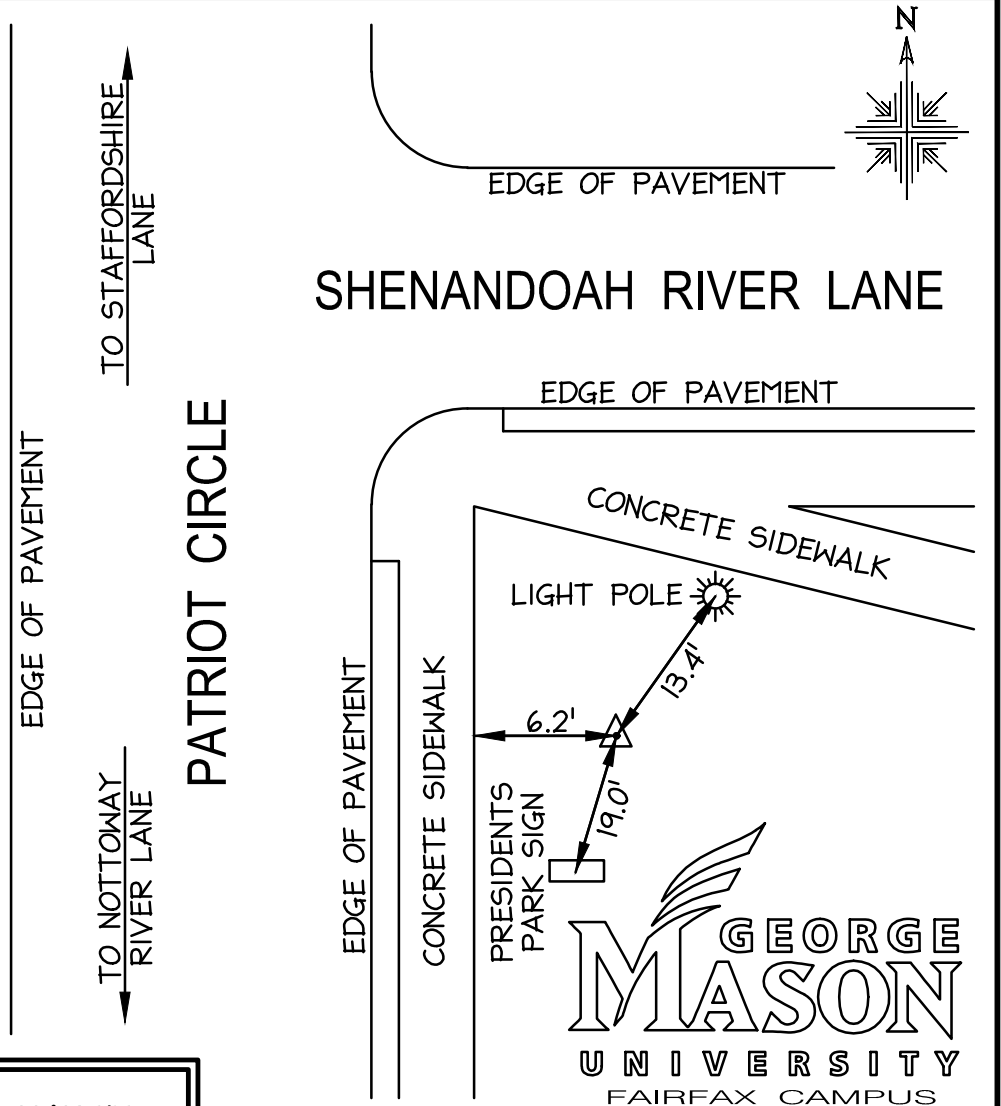 N
TO STAFFORDSHIRE
LANE
EDGE OF PAVEMENT
SHENANDOAH RIVER LANE
EDGE OF PAVEMENT
EDGE OF PAVEMENT
PATRIOT CIRCLE
CONCRETE SIDEWALK
LIGHT POLE
13.4'
6.2'
19.0'
EDGE OF PAVEMENT
CONCRETE SIDEWALK
PRESIDENTS
PARK SIGN
TO NOTTOWAY
RIVER LANE
GEORGE
MASON
UNIVERSITY
FAIRFAX CAMPUS